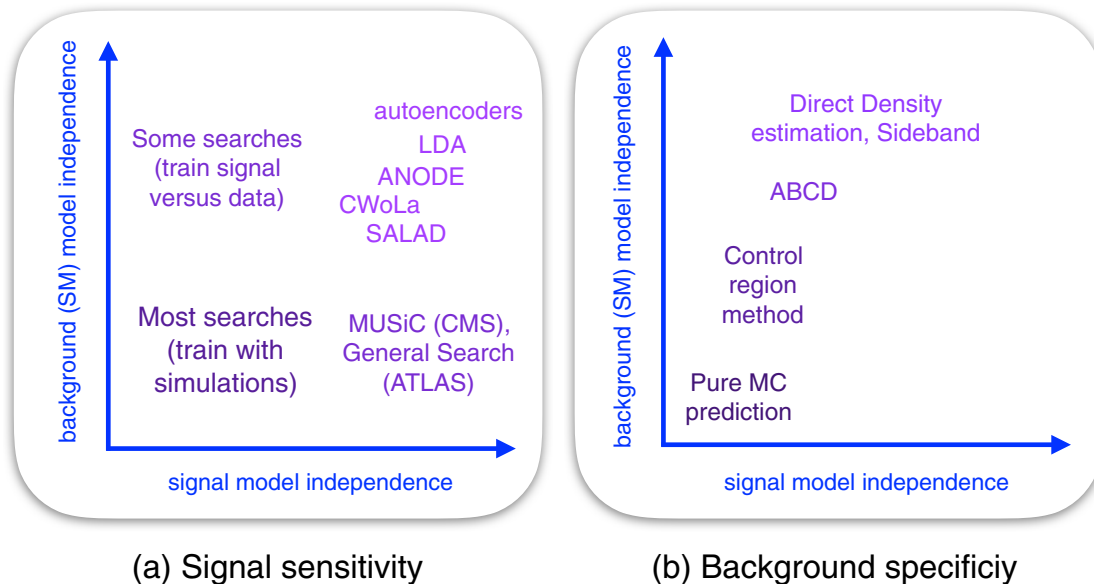 background (SM) model independence
Some searches
(train signal
versus data)
autoencoders
LDA
ANODE
CWoLa
SALAD
Most searches
(train with
simulations)
MUSiC (CMS),
General Search
(ATLAS)
signal model independence
(a) Signal sensitivity
background (SM) model independence
Direct Density
estimation, Sideband
ABCD
Control
region
method
Pure MC
prediction
signal model independence
(b) Background specificiy